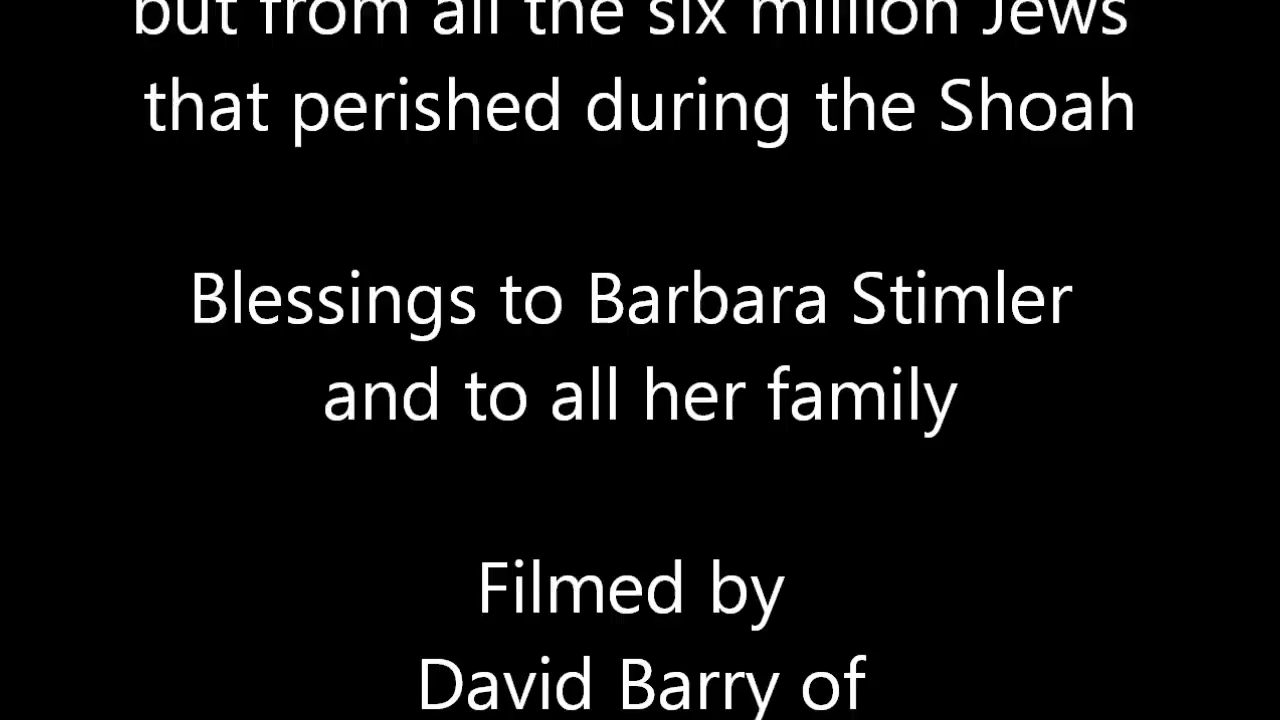 but from all the six million Jews
that perished during the Shoah
Blessings to Barbara Stimler
and to all her family
Filmed by
David Barry of